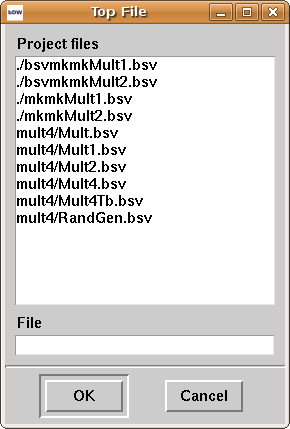 bDW Top File
Project files
./bsvmkmkMult1.bsv
./bsvmkmkMult2.bsv
./mkmkMult1.bsv
./mkmkMult2.bsv
mult4/Mult.bsv
mult4/Mult1.bsv
mult4/Mult2.bsv
mult4/Mult4.bsv
mult4/Mult4Tb.bsv
mult4/RandGen.bsv
File
OK Cancel